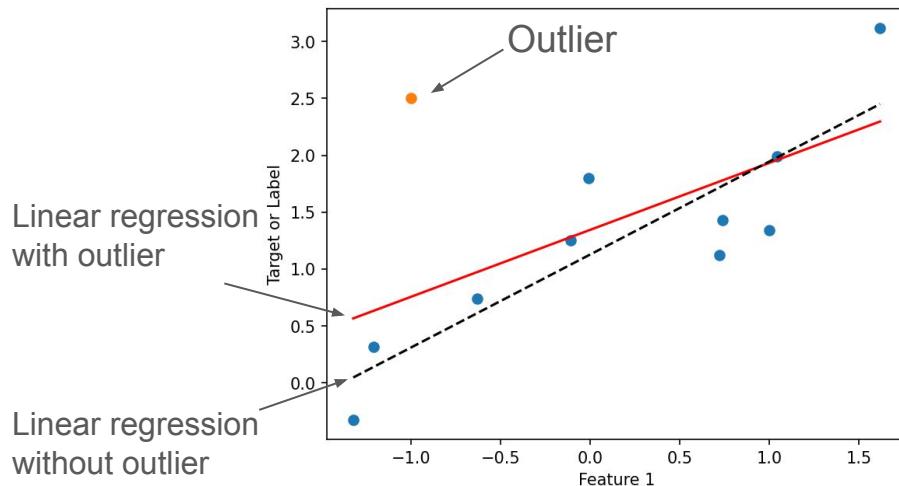 Outlier
Linear regression
with outlier
Linear regression
without outlier
Target or Label
3.0
2.5
2.0
1.5
1.0
0.5
0.0
−1.0 −0.5 0.0 0.5 1.0 1.5
Feature 1